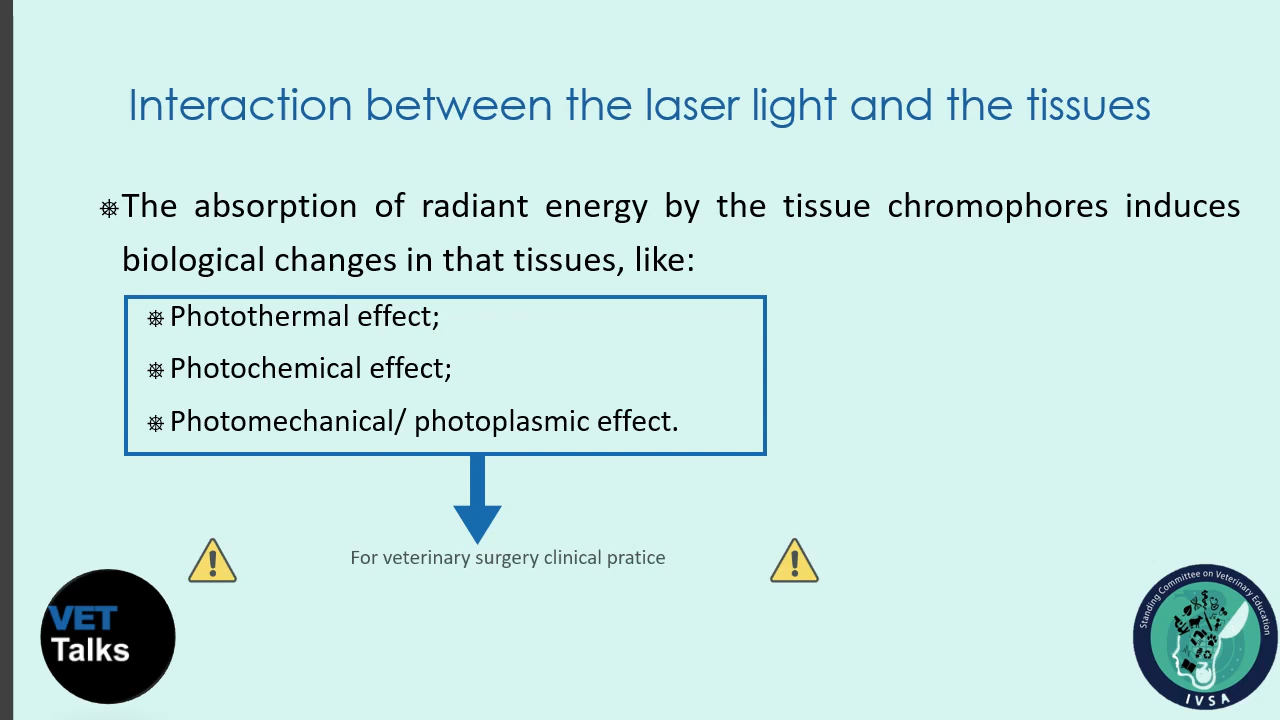 Interaction between the laser light and the tissues
The absorption of radiant energy by the tissue chromophores induces
biological changes in that tissues, like:
Photothermal effect;
Photochemical effect;
Photomechanical/ photoplasmic effect.
For veterinary surgery clinical pratice
VET
Talks
Standing Committee on Veterinary Education
IVSA